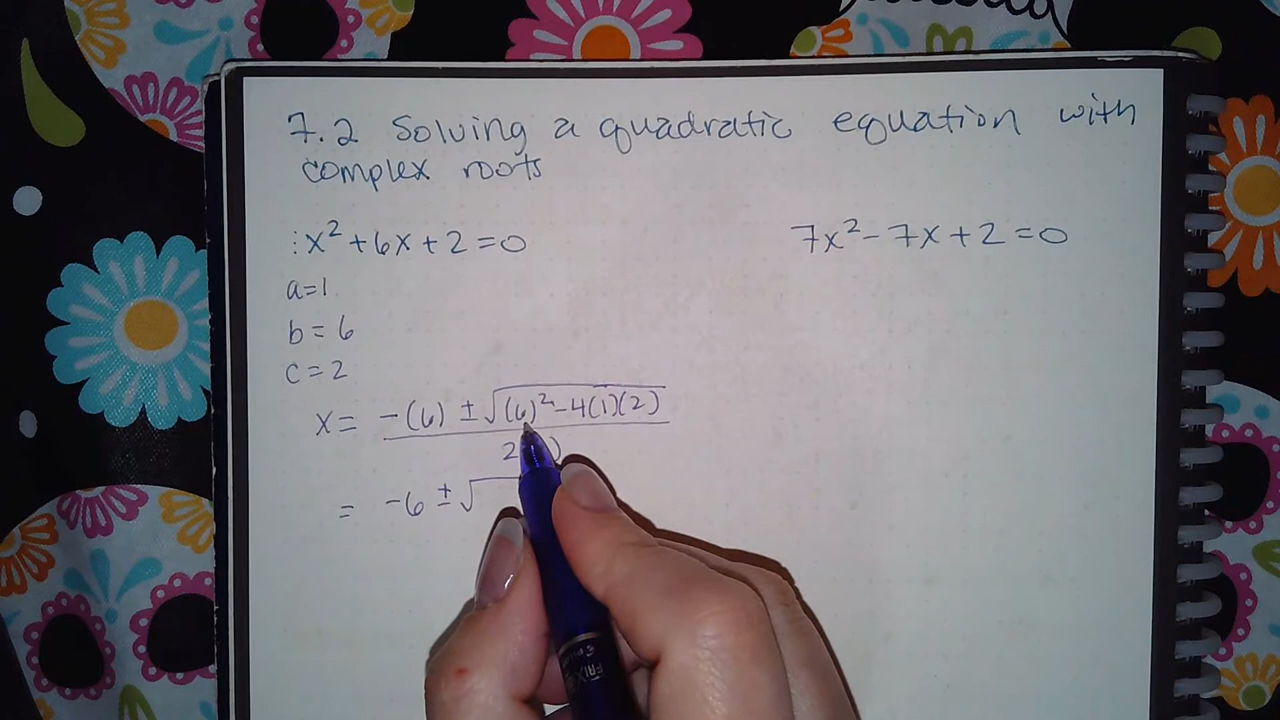 7.2 Solving a quadratic equation with
complex roots
: x² + 6x + 2 = 0
a = 1
b = 6
c = 2
x = -(6) ± √(6)² - 4(1)(2)
2
= -6 ± √
7x² - 7x + 2 = 0